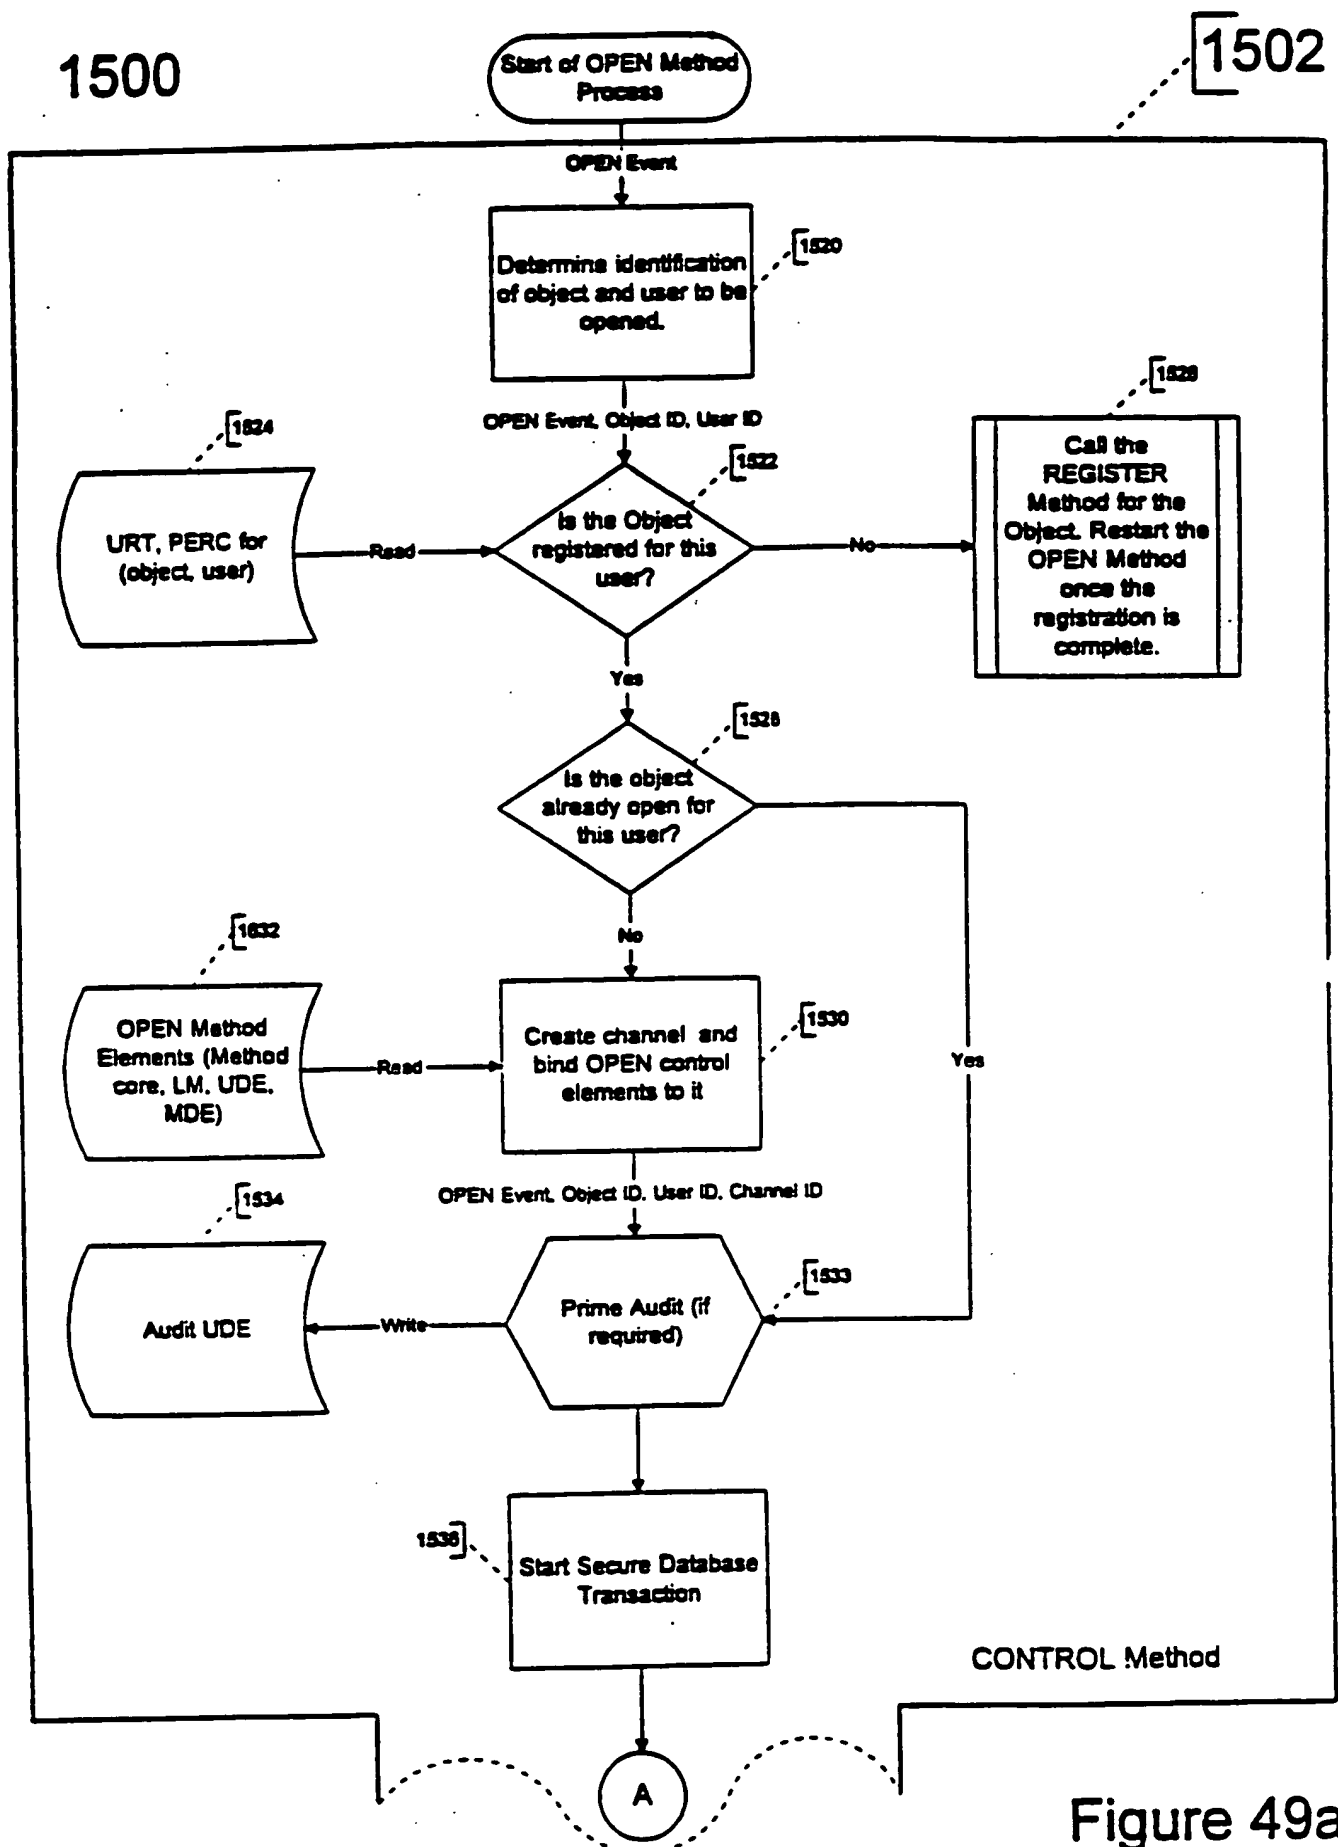 1500
1502
Start of OPEN Method
Process
OPEN Event
1520
Determine identification
of object and user to be
opened.
OPEN Event, Object ID, User ID
1524
1522
1528
URT, PERC for
(object, user)
Read
Is the Object
registered for this
user?
No
Call the
REGISTER
Method for the
Object. Restart the
OPEN Method
once the
registration is
complete.
Yes
1528
Is the object
already open for
this user?
No
Yes
1532
OPEN Method
Elements (Method
core, LM, UDE,
MDE)
Read
1530
Create channel and
bind OPEN control
elements to it
OPEN Event, Object ID, User ID, Channel ID
1534
1533
Audit UDE
Write
Prime Audit (if
required)
1536
Start Secure Database
Transaction
CONTROL Method
A
Figure 49a